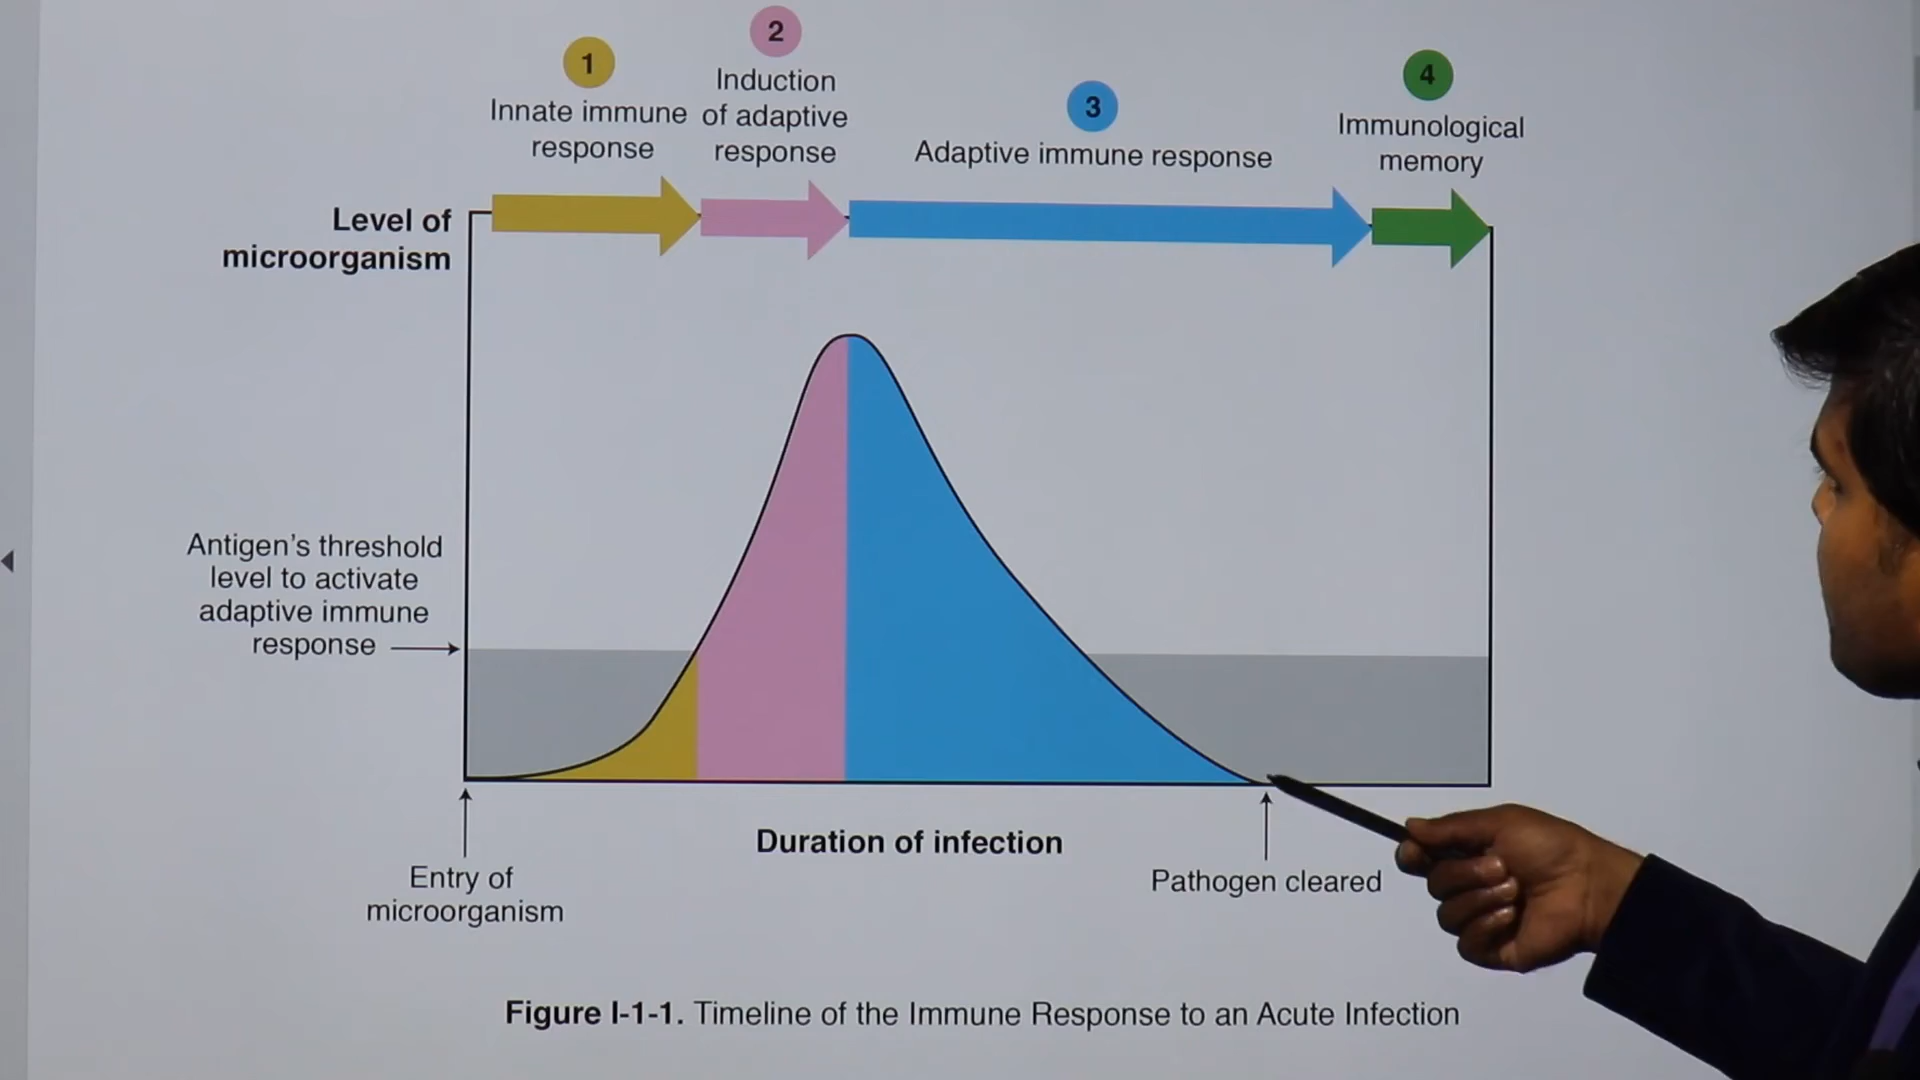 1
Innate immune
response
2
Induction
of adaptive
response
3
Adaptive immune response
4
Immunological
memory
Level of
microorganism
Antigen’s threshold
level to activate
adaptive immune
response
Entry of
microorganism
Duration of infection
Pathogen cleared
Figure I-1-1. Timeline of the Immune Response to an Acute Infection